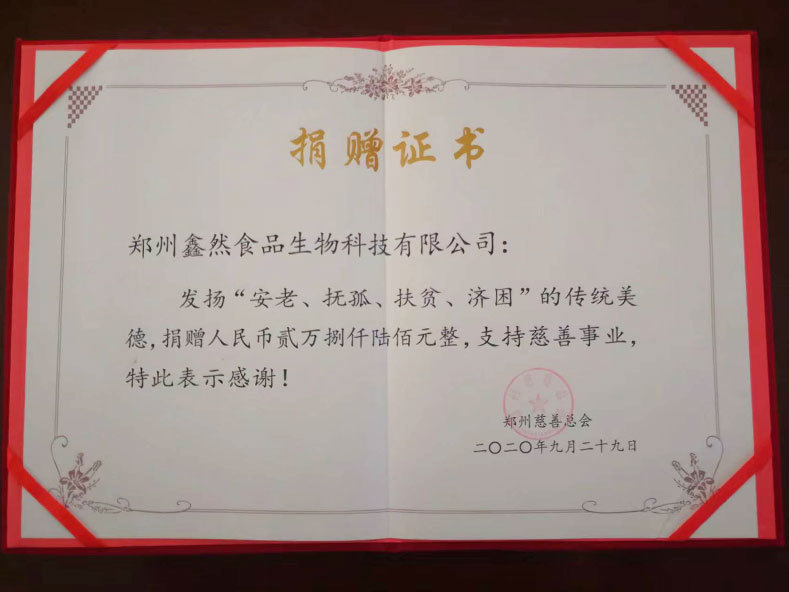 捐赠证书
郑州鑫然食品生物科技有限公司：
发扬“安老、抚孤、扶贫、济困”的传统美
德,捐赠人民币贰万捌仟陆佰元整,支持慈善事业,
特此表示感谢！
郑州慈善总会
二〇二〇年九月二十九日